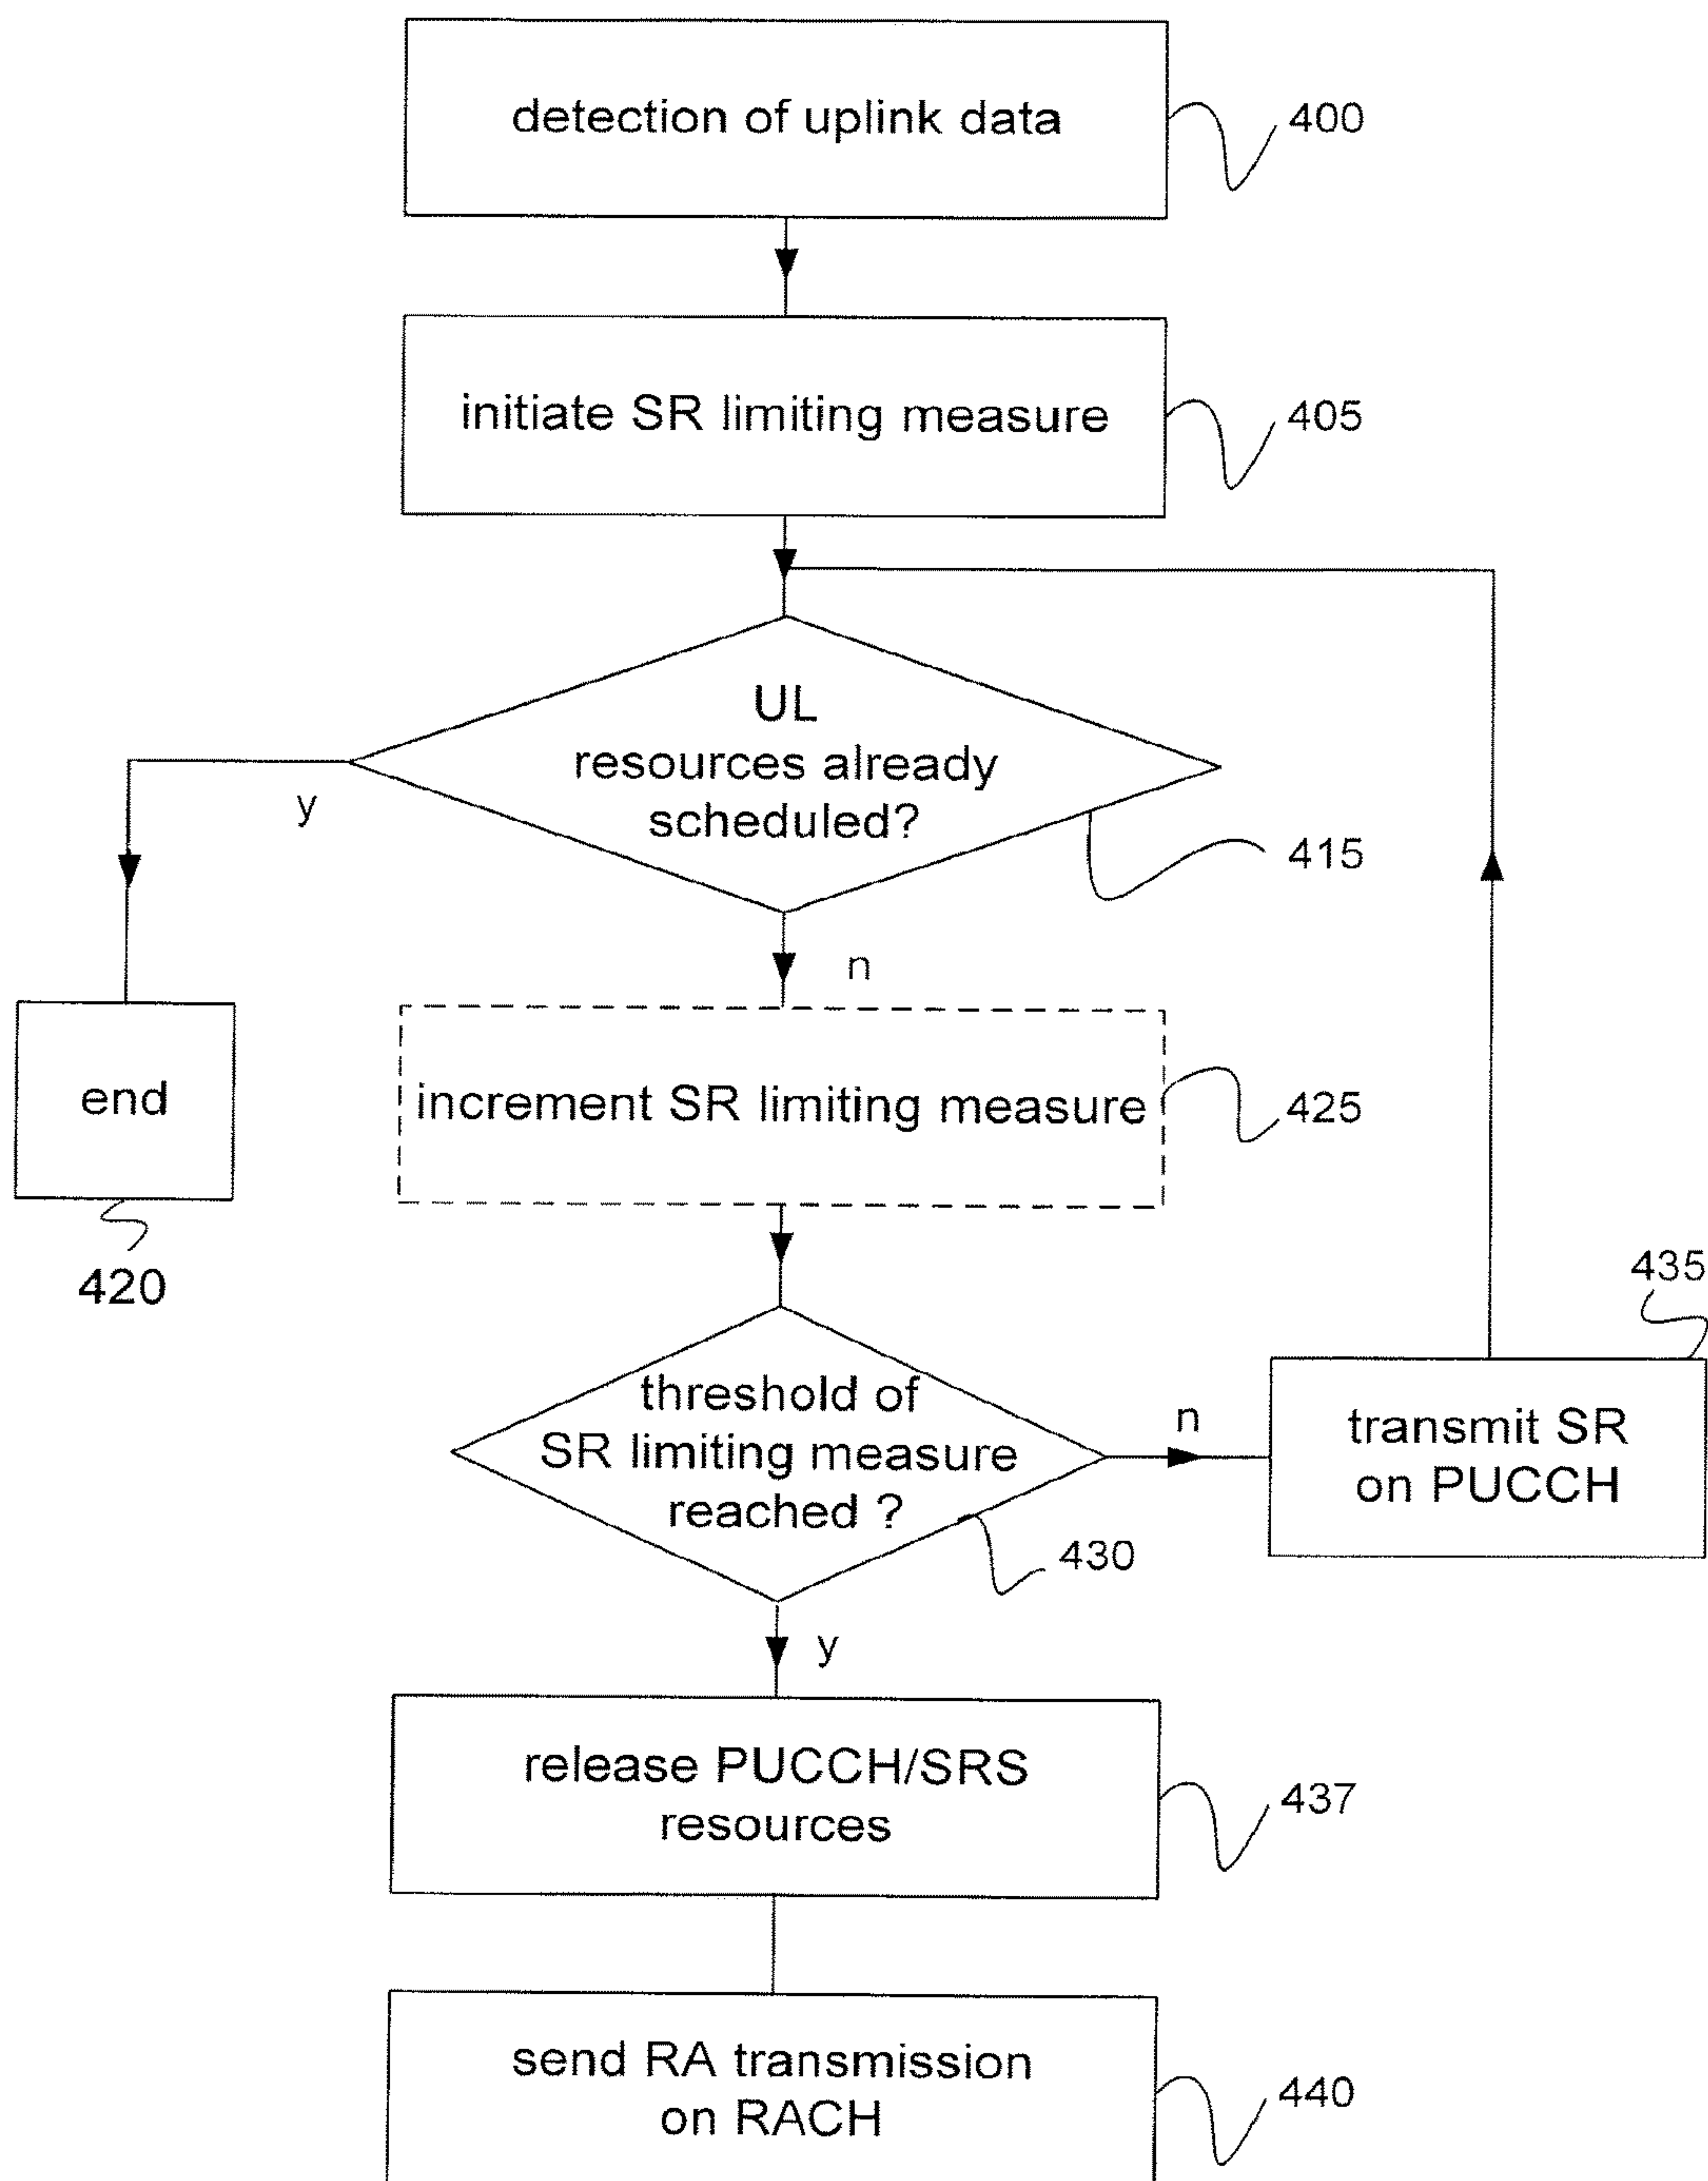 detection of uplink data
400
initiate SR limiting measure
405
UL
resources already
scheduled?
415
y
n
end
420
increment SR limiting measure
425
threshold of
SR limiting measure
reached ?
430
n
435
transmit SR
on PUCCH
y
release PUCCH/SRS
resources
437
send RA transmission
on RACH
440